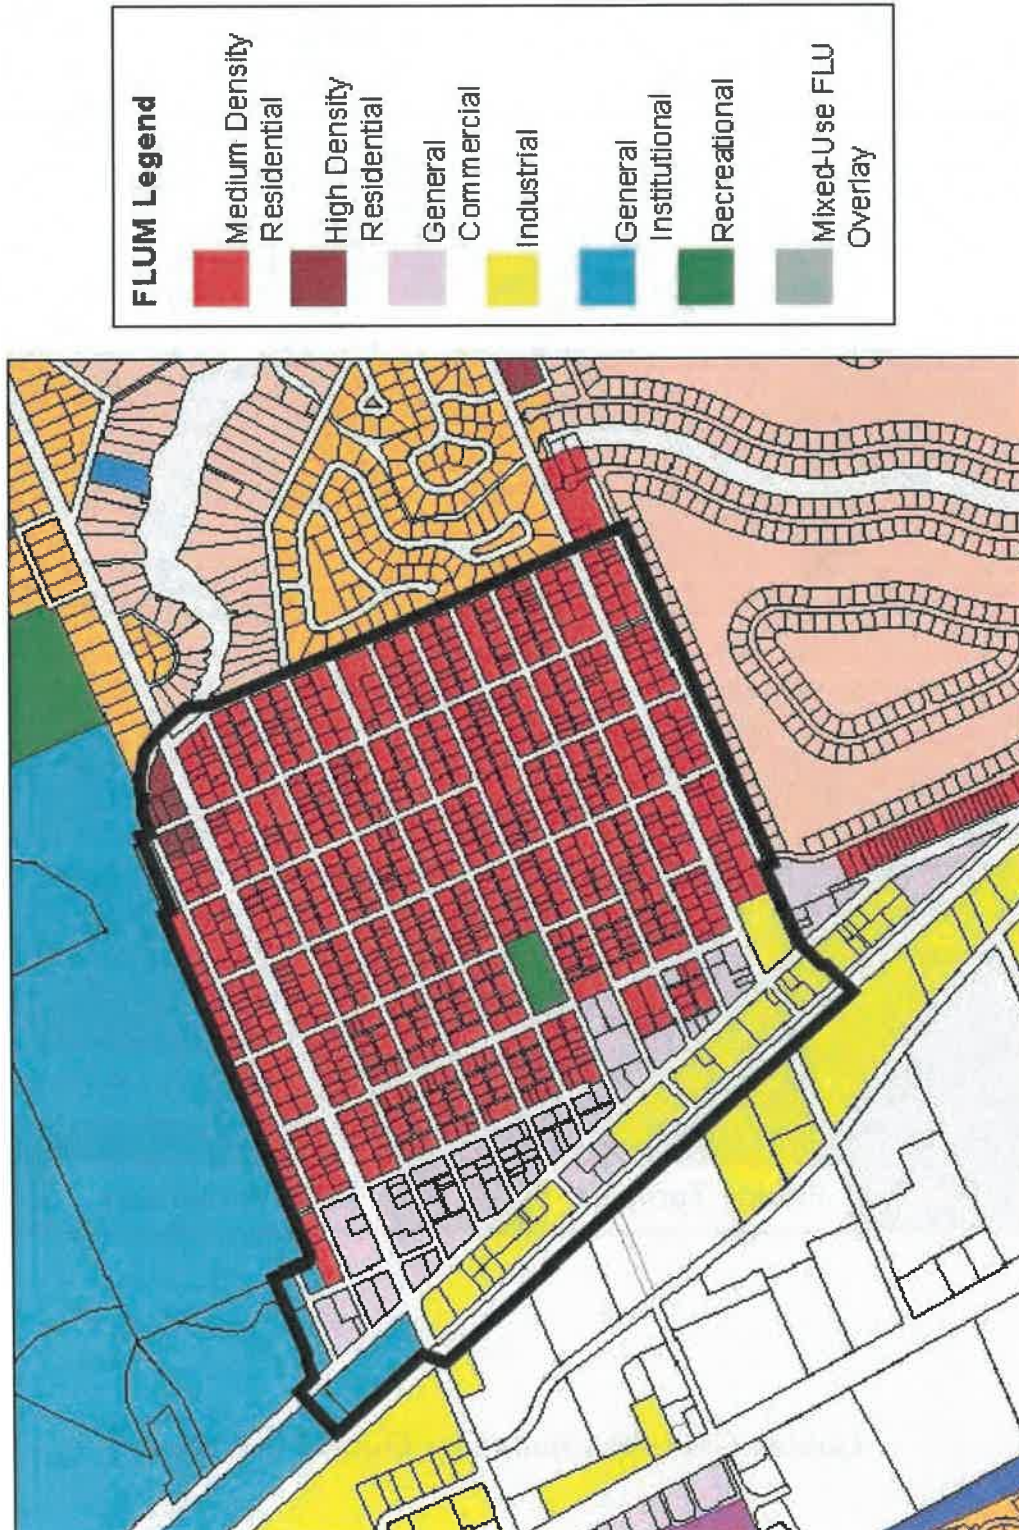 FLUM Legend
Medium Density
Residential
High Density
Residential
General
Commercial
Industrial
General
Institutional
Recreational
Mixed-Use FLU
Overlay